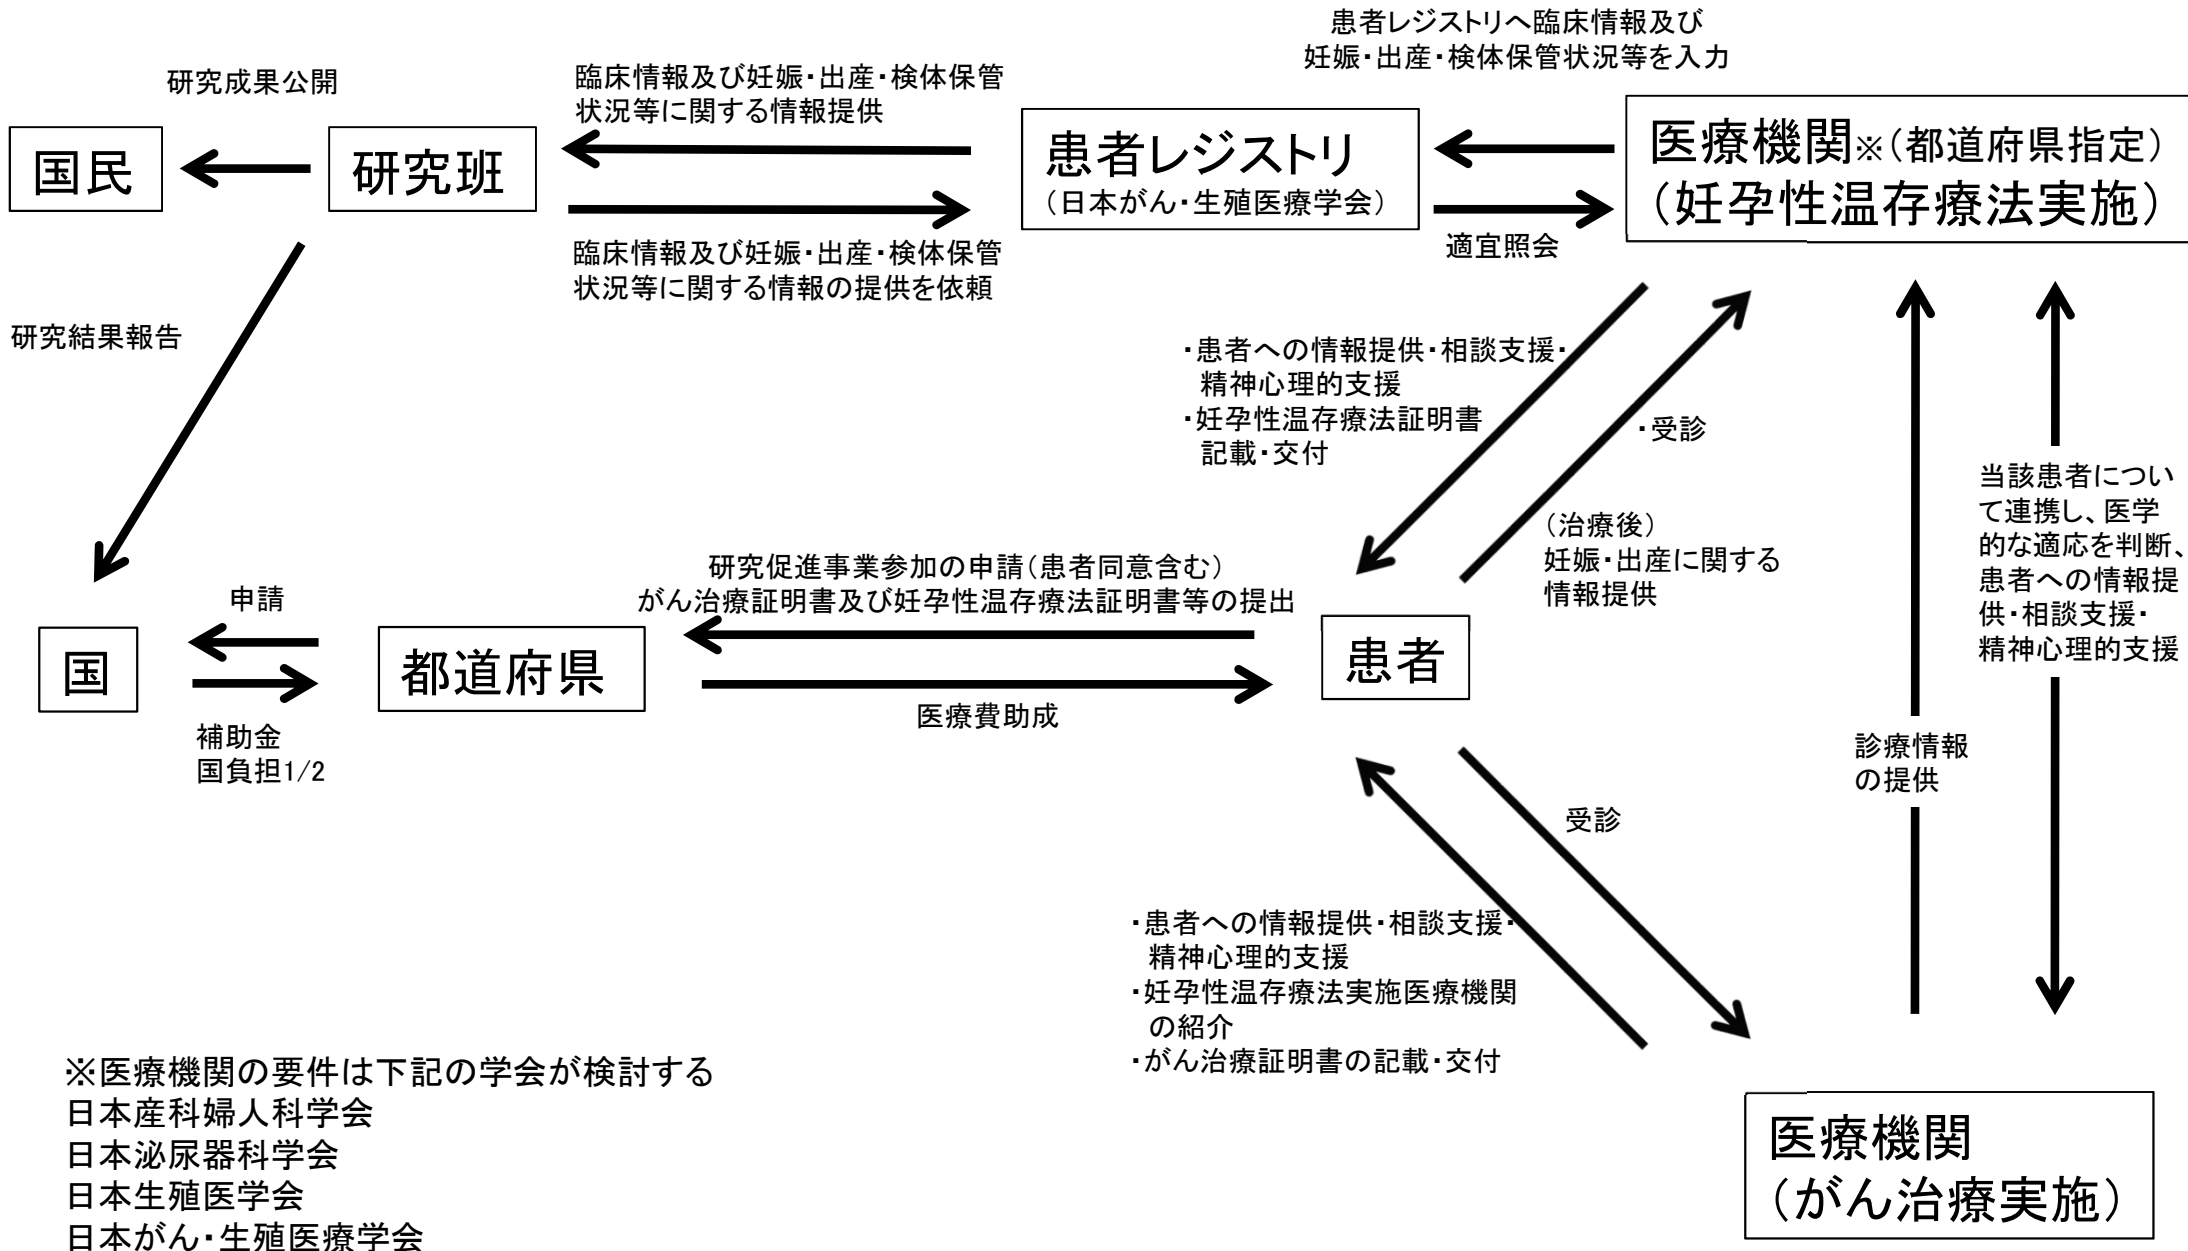 患者レジストリへ臨床情報及び
妊娠・出産・検体保管状況等を入力
研究成果公開
臨床情報及び妊娠・出産・検体保管
状況等に関する情報提供
国民
研究班
患者レジストリ
（日本がん・生殖医療学会）
医療機関※（都道府県指定）
（妊孕性温存療法実施）
臨床情報及び妊娠・出産・検体保管
状況等に関する情報の提供を依頼
適宜照会
研究結果報告
・患者への情報提供・相談支援・
精神心理的支援
・妊孕性温存療法証明書
記載・交付
・受診
（治療後）
妊娠・出産に関する
情報提供
当該患者につい
て連携し、医学
的な適応を判断、
患者への情報提
供・相談支援・
精神心理的支援
研究促進事業参加の申請（患者同意含む）
がん治療証明書及び妊孕性温存療法証明書等の提出
申請
国
都道府県
患者
補助金
国負担1/2
医療費助成
診療情報
の提供
受診
・患者への情報提供・相談支援・
精神心理的支援
・妊孕性温存療法実施医療機関
の紹介
・がん治療証明書の記載・交付
※医療機関の要件は下記の学会が検討する
日本産科婦人科学会
日本泌尿器科学会
日本生殖医学会
日本がん・生殖医療学会
医療機関
（がん治療実施）